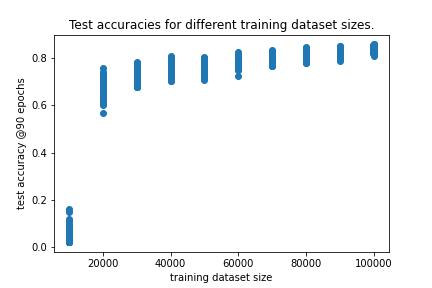 Test accuracies for different training dataset sizes.
0.8
0.6
0.4
0.2
0.0
test accuracy @90 epochs
20000 40000 60000 80000 100000
training dataset size